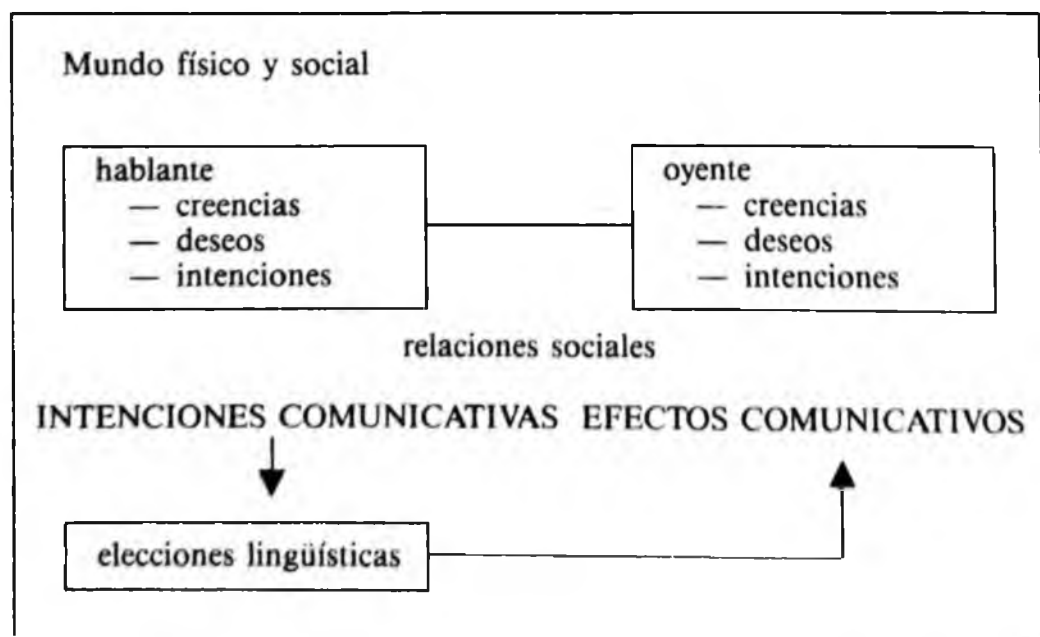 Mundo físico y social
hablante
— creencias
— deseos
— intenciones
oyente
— creencias
— deseos
— intenciones
relaciones sociales
INTENCIONES COMUNICATIVAS EFECTOS COMUNICATIVOS
elecciones lingüísticas